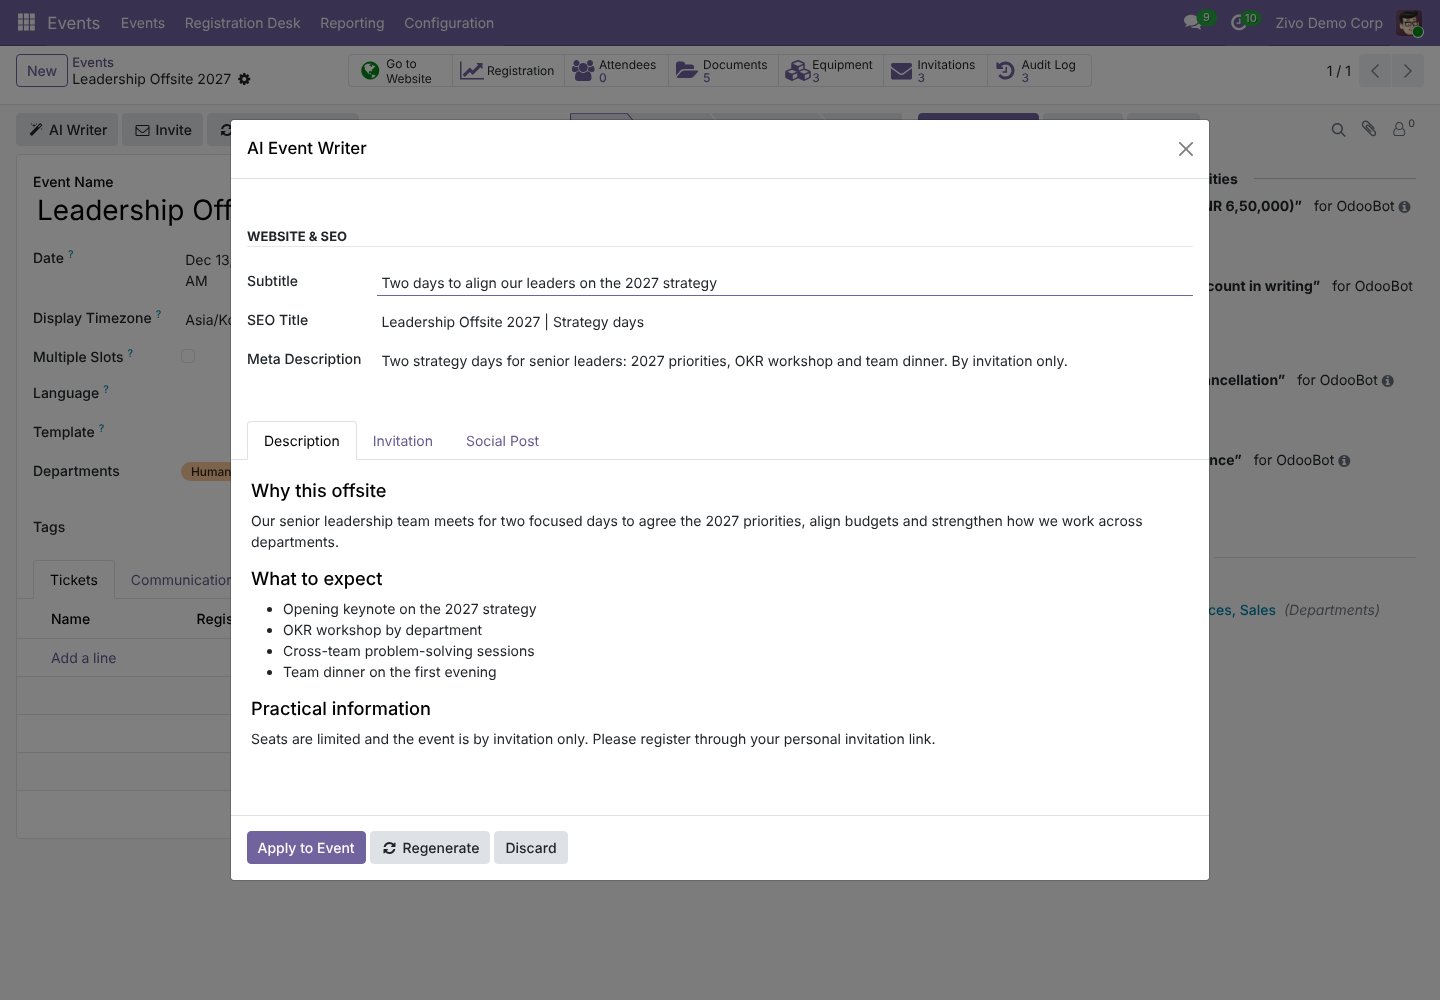 Events Events Registration Desk Reporting Configuration 9 10 Zivo Demo Corp
New Events
Leadership Offsite 2027
Go to Website
Registration
Attendees 0
Documents 5
Equipment 3
Invitations 3
Audit Log 3
1 / 1
AI Writer Invite
0
AI Event Writer
Event Name
Leadership Off
Date ?
Dec 13,
AM
Display Timezone ? Asia/Ko
Multiple Slots ?
Language ?
Template ?
Departments Human
Tags
Tickets Communication
Name Regis
Add a line
WEBSITE & SEO
Subtitle Two days to align our leaders on the 2027 strategy
SEO Title Leadership Offsite 2027 | Strategy days
Meta Description Two strategy days for senior leaders: 2027 priorities, OKR workshop and team dinner. By invitation only.
Description Invitation Social Post
Why this offsite
Our senior leadership team meets for two focused days to agree the 2027 priorities, align budgets and strengthen how we work across
departments.
What to expect
Opening keynote on the 2027 strategy
OKR workshop by department
Cross-team problem-solving sessions
Team dinner on the first evening
Practical information
Seats are limited and the event is by invitation only. Please register through your personal invitation link.
Apply to Event Regenerate Discard
ities
NR 6,50,000)” for OdooBot
count in writing” for OdooBot
ncellation” for OdooBot
nce” for OdooBot
ces, Sales (Departments)